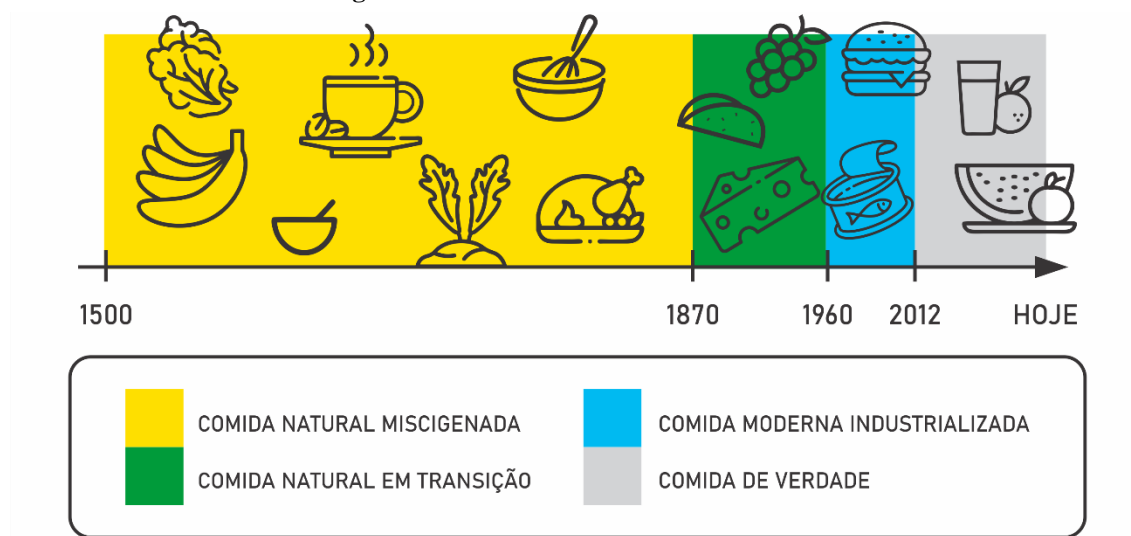 1500 1870 1960 2012 HOJE
COMIDA NATURAL MISCIGENADA
COMIDA MODERNA INDUSTRIALIZADA
COMIDA NATURAL EM TRANSIÇÃO
COMIDA DE VERDADE